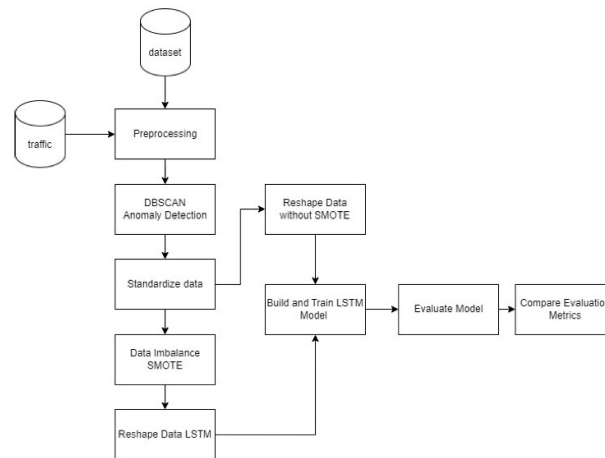 dataset
traffic
Preprocessing
DBSCAN
Anomaly Detection
Reshape Data
without SMOTE
Standardize data
Build and Train LSTM
Model
Evaluate Model
Compare Evaluation
Metrics
Data Imbalance
SMOTE
Reshape Data LSTM